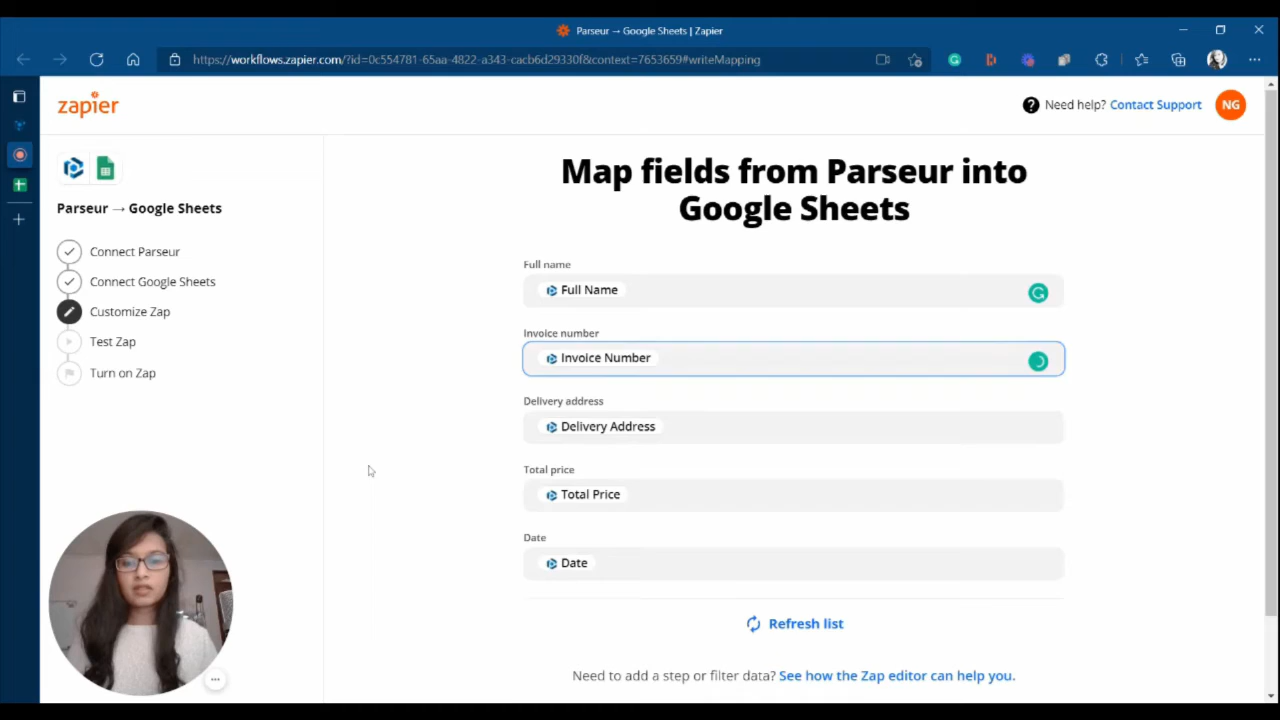 Parseur → Google Sheets | Zapier
https://workflows.zapier.com/?id=0c554781-65aa-4822-a343-cacb6d29330f&context=7653659#writeMapping
zapier
Need help? Contact Support
NG
Parseur → Google Sheets
Connect Parseur
Connect Google Sheets
Customize Zap
Test Zap
Turn on Zap
Map fields from Parseur into
Google Sheets
Full name
Full Name
Invoice number
Invoice Number
Delivery address
Delivery Address
Total price
Total Price
Date
Date
Refresh list
Need to add a step or filter data? See how the Zap editor can help you.